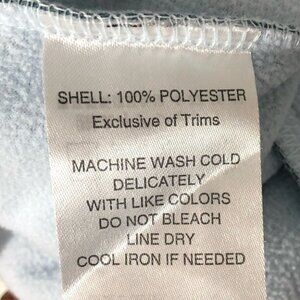 SHELL: 100% POLYESTER
Exclusive of Trims
MACHINE WASH COLD
DELICATELY
WITH LIKE COLORS
DO NOT BLEACH
LINE DRY
COOL IRON IF NEEDED